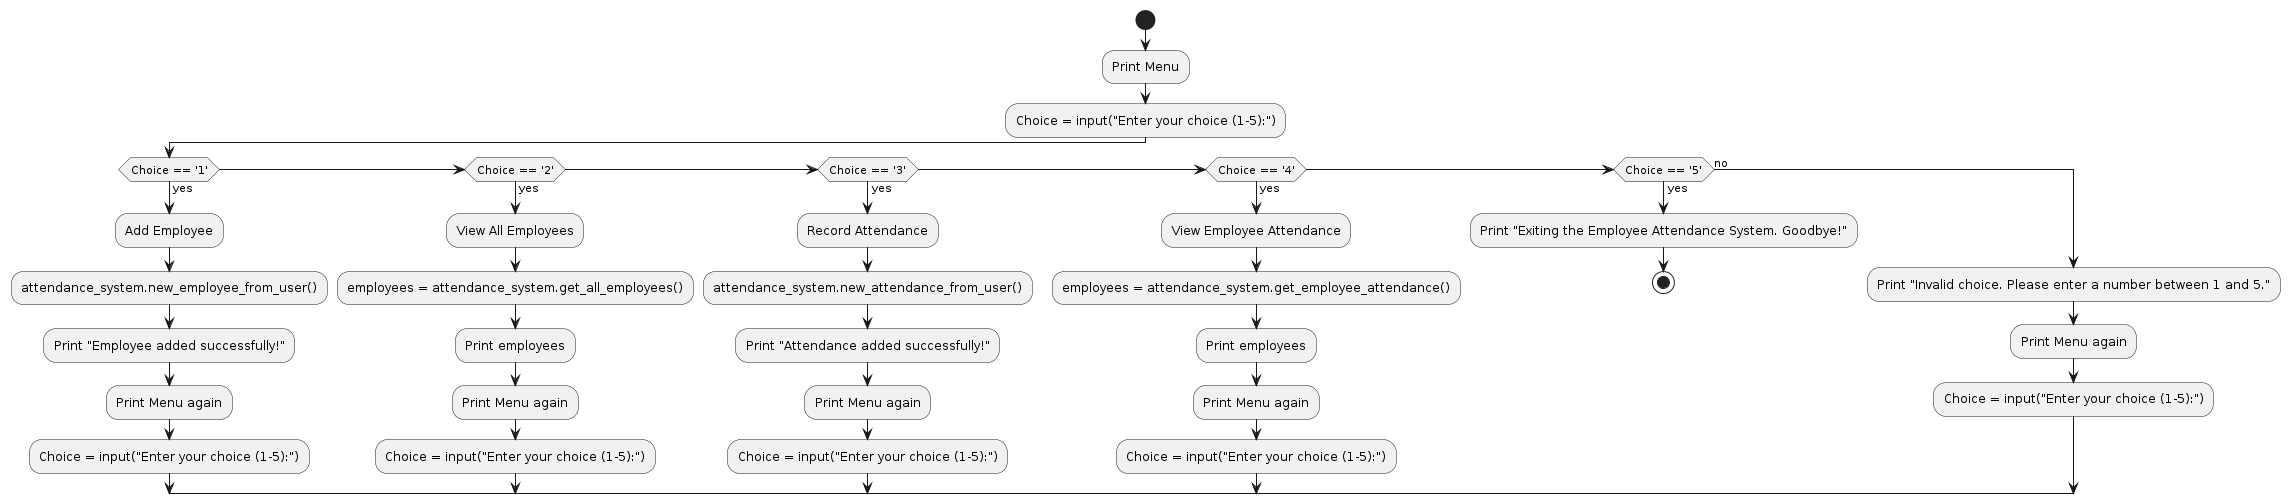 Print Menu
Choice = input("Enter your choice (1-5):")
Choice == '1'
Choice == '2'
Choice == '3'
Choice == '4'
Choice == '5'
no
yes
yes
yes
yes
yes
Add Employee
View All Employees
Record Attendance
View Employee Attendance
Print "Exiting the Employee Attendance System. Goodbye!"
attendance_system.new_employee_from_user()
employees = attendance_system.get_all_employees()
attendance_system.new_attendance_from_user()
employees = attendance_system.get_employee_attendance()
Print "Invalid choice. Please enter a number between 1 and 5."
Print "Employee added successfully!"
Print employees
Print "Attendance added successfully!"
Print employees
Print Menu again
Print Menu again
Print Menu again
Print Menu again
Print Menu again
Choice = input("Enter your choice (1-5):")
Choice = input("Enter your choice (1-5):")
Choice = input("Enter your choice (1-5):")
Choice = input("Enter your choice (1-5):")
Choice = input("Enter your choice (1-5):")